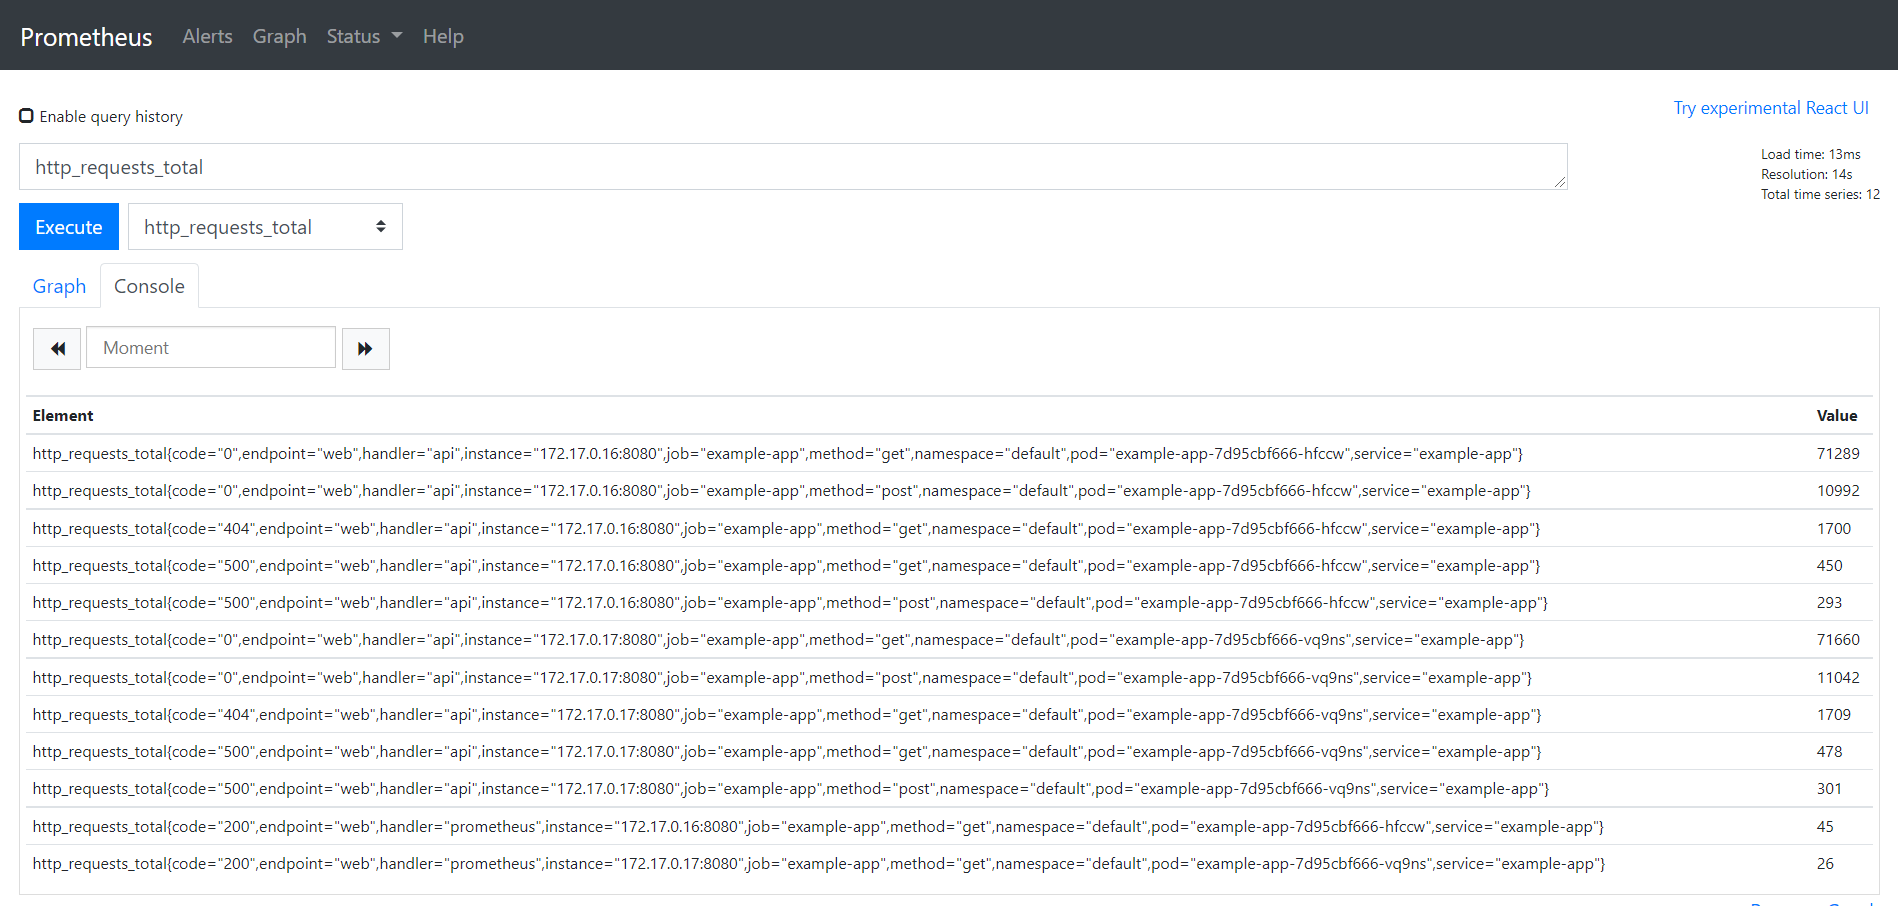 Prometheus Alerts Graph Status Help
Enable query history
Try experimental React UI
http_requests_total
Load time: 13ms
Resolution: 14s
Total time series: 12
Execute http_requests_total
Graph Console
Moment
Element Value
http_requests_total{code="0",endpoint="web",handler="api",instance="172.17.0.16:8080",job="example-app",method="get",namespace="default",pod="example-app-7d95cbf666-hfccw",service="example-app"} 71289
http_requests_total{code="0",endpoint="web",handler="api",instance="172.17.0.16:8080",job="example-app",method="post",namespace="default",pod="example-app-7d95cbf666-hfccw",service="example-app"} 10992
http_requests_total{code="404",endpoint="web",handler="api",instance="172.17.0.16:8080",job="example-app",method="get",namespace="default",pod="example-app-7d95cbf666-hfccw",service="example-app"} 1700
http_requests_total{code="500",endpoint="web",handler="api",instance="172.17.0.16:8080",job="example-app",method="get",namespace="default",pod="example-app-7d95cbf666-hfccw",service="example-app"} 450
http_requests_total{code="500",endpoint="web",handler="api",instance="172.17.0.16:8080",job="example-app",method="post",namespace="default",pod="example-app-7d95cbf666-hfccw",service="example-app"} 293
http_requests_total{code="0",endpoint="web",handler="api",instance="172.17.0.17:8080",job="example-app",method="get",namespace="default",pod="example-app-7d95cbf666-vq9ns",service="example-app"} 71660
http_requests_total{code="0",endpoint="web",handler="api",instance="172.17.0.17:8080",job="example-app",method="post",namespace="default",pod="example-app-7d95cbf666-vq9ns",service="example-app"} 11042
http_requests_total{code="404",endpoint="web",handler="api",instance="172.17.0.17:8080",job="example-app",method="get",namespace="default",pod="example-app-7d95cbf666-vq9ns",service="example-app"} 1709
http_requests_total{code="500",endpoint="web",handler="api",instance="172.17.0.17:8080",job="example-app",method="get",namespace="default",pod="example-app-7d95cbf666-vq9ns",service="example-app"} 478
http_requests_total{code="500",endpoint="web",handler="api",instance="172.17.0.17:8080",job="example-app",method="post",namespace="default",pod="example-app-7d95cbf666-vq9ns",service="example-app"} 301
http_requests_total{code="200",endpoint="web",handler="prometheus",instance="172.17.0.16:8080",job="example-app",method="get",namespace="default",pod="example-app-7d95cbf666-hfccw",service="example-app"} 45
http_requests_total{code="200",endpoint="web",handler="prometheus",instance="172.17.0.17:8080",job="example-app",method="get",namespace="default",pod="example-app-7d95cbf666-vq9ns",service="example-app"} 26